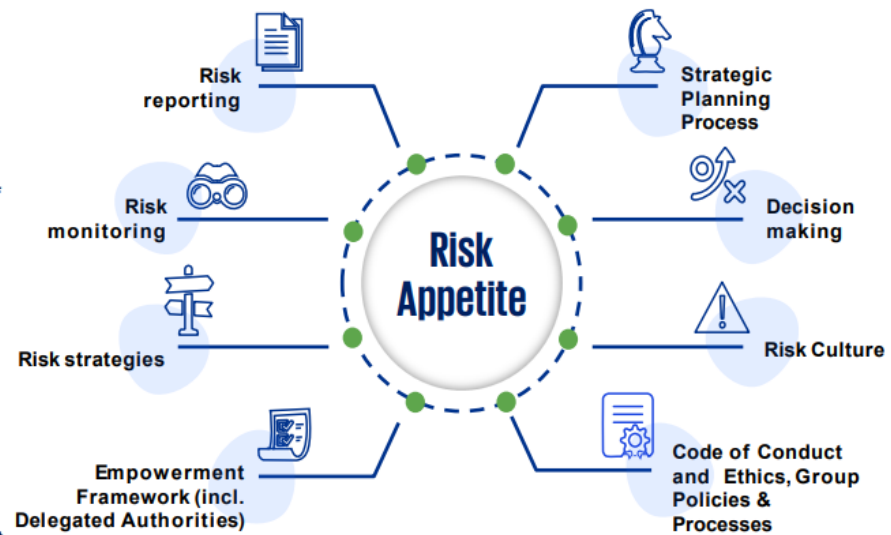 Risk
reporting
Strategic
Planning
Process
Risk
monitoring
Decision
making
Risk
Appetite
Risk strategies
Risk Culture
Empowerment
Framework (incl.
Delegated Authorities)
Code of Conduct
and Ethics, Group
Policies &
Processes